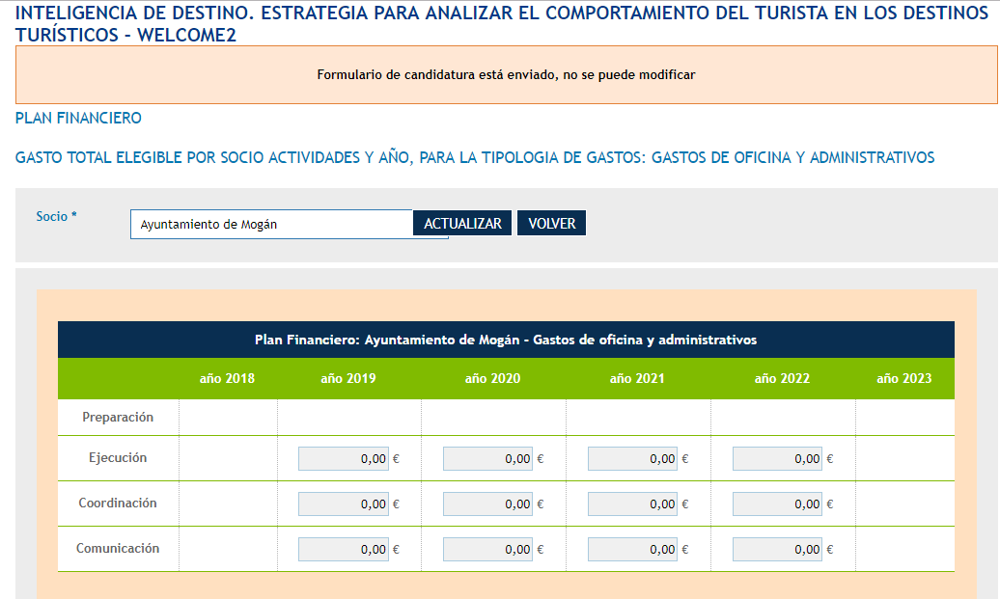 INTELIGENCIA DE DESTINO. ESTRATEGIA PARA ANALIZAR EL COMPORTAMIENTO DEL TURISTA EN LOS DESTINOS
TURÍSTICOS - WELCOME2
Formulario de candidatura está enviado, no se puede modificar
PLAN FINANCIERO
GASTO TOTAL ELEGIBLE POR SOCIO ACTIVIDADES Y AÑO, PARA LA TIPOLOGIA DE GASTOS: GASTOS DE OFICINA Y ADMINISTRATIVOS
Socio * Ayuntamiento de Mogán ACTUALIZAR VOLVER
Plan Financiero: Ayuntamiento de Mogán - Gastos de oficina y administrativos
año 2018 año 2019 año 2020 año 2021 año 2022 año 2023
Preparación
Ejecución 0,00 € 0,00 € 0,00 € 0,00 €
Coordinación 0,00 € 0,00 € 0,00 € 0,00 €
Comunicación 0,00 € 0,00 € 0,00 € 0,00 €